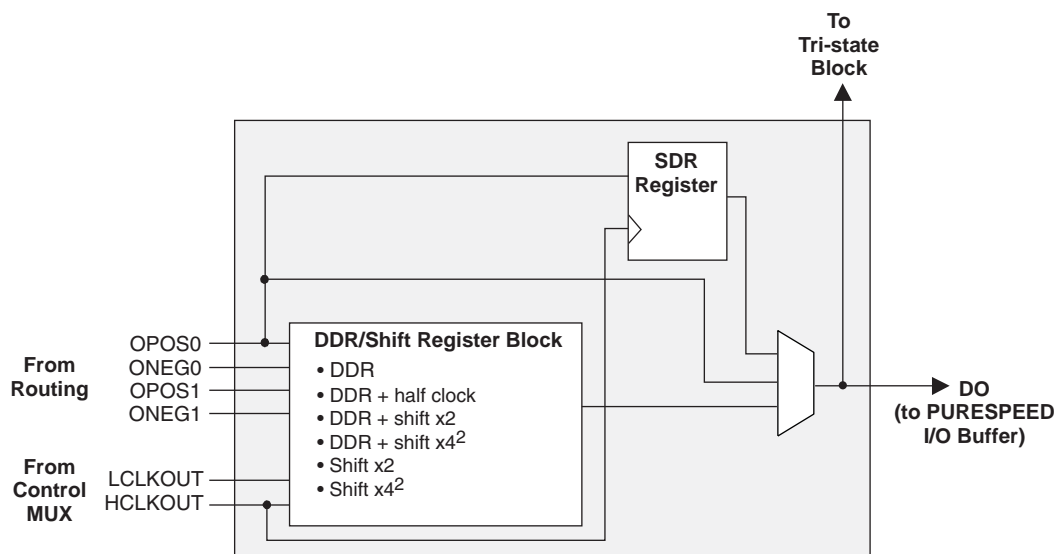 To
Tri-state
Block
SDR
Register
OPOS0
ONEG0
OPOS1
ONEG1
From
Routing
DDR/Shift Register Block
• DDR
• DDR + half clock
• DDR + shift x2
• DDR + shift x4²
• Shift x2
• Shift x4²
From
Control
MUX
LCLKOUT
HCLKOUT
DO
(to PURESPEED
I/O Buffer)